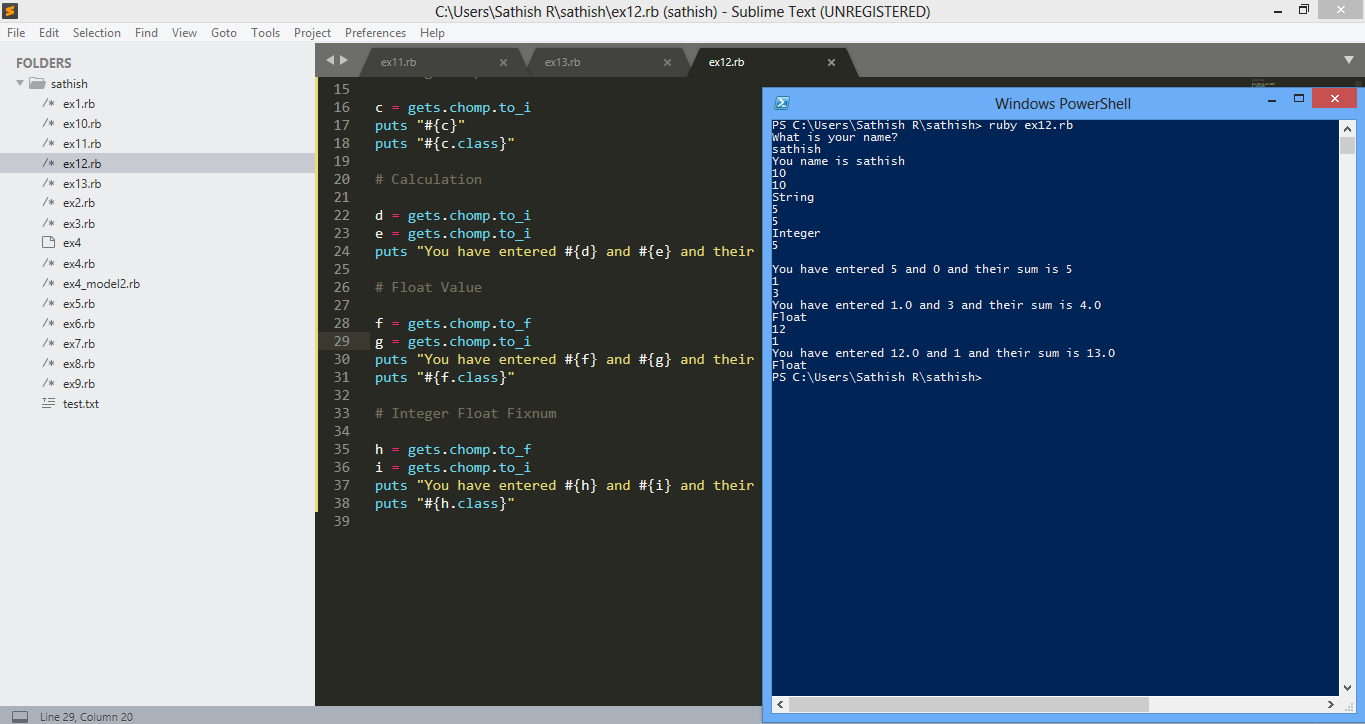 C:\Users\Sathish R\sathish\ex12.rb (sathish) - Sublime Text (UNREGISTERED)
File Edit Selection Find View Goto Tools Project Preferences Help
FOLDERS
sathish
/* ex1.rb
/* ex10.rb
/* ex11.rb
/* ex12.rb
/* ex13.rb
/* ex2.rb
/* ex3.rb
ex4
/* ex4.rb
/* ex4_model2.rb
/* ex5.rb
/* ex6.rb
/* ex7.rb
/* ex8.rb
/* ex9.rb
test.txt
ex11.rb ex13.rb ex12.rb
15
16 c = gets.chomp.to_i
17 puts "#{c}"
18 puts "#{c.class}"
19
20 # Calculation
21
22 d = gets.chomp.to_i
23 e = gets.chomp.to_i
24 puts "You have entered #{d} and #{e} and their
25
26 # Float Value
27
28 f = gets.chomp.to_f
29 g = gets.chomp.to_i
30 puts "You have entered #{f} and #{g} and their
31 puts "#{f.class}"
32
33 # Integer Float Fixnum
34
35 h = gets.chomp.to_f
36 i = gets.chomp.to_i
37 puts "You have entered #{h} and #{i} and their
38 puts "#{h.class}"
39
Windows PowerShell
PS C:\Users\Sathish R\sathish> ruby ex12.rb
What is your name?
sathish
You name is sathish
10
10
String
5
5
Integer
5
You have entered 5 and 0 and their sum is 5
1
3
You have entered 1.0 and 3 and their sum is 4.0
Float
12
1
You have entered 12.0 and 1 and their sum is 13.0
Float
PS C:\Users\Sathish R\sathish>
Line 29, Column 20